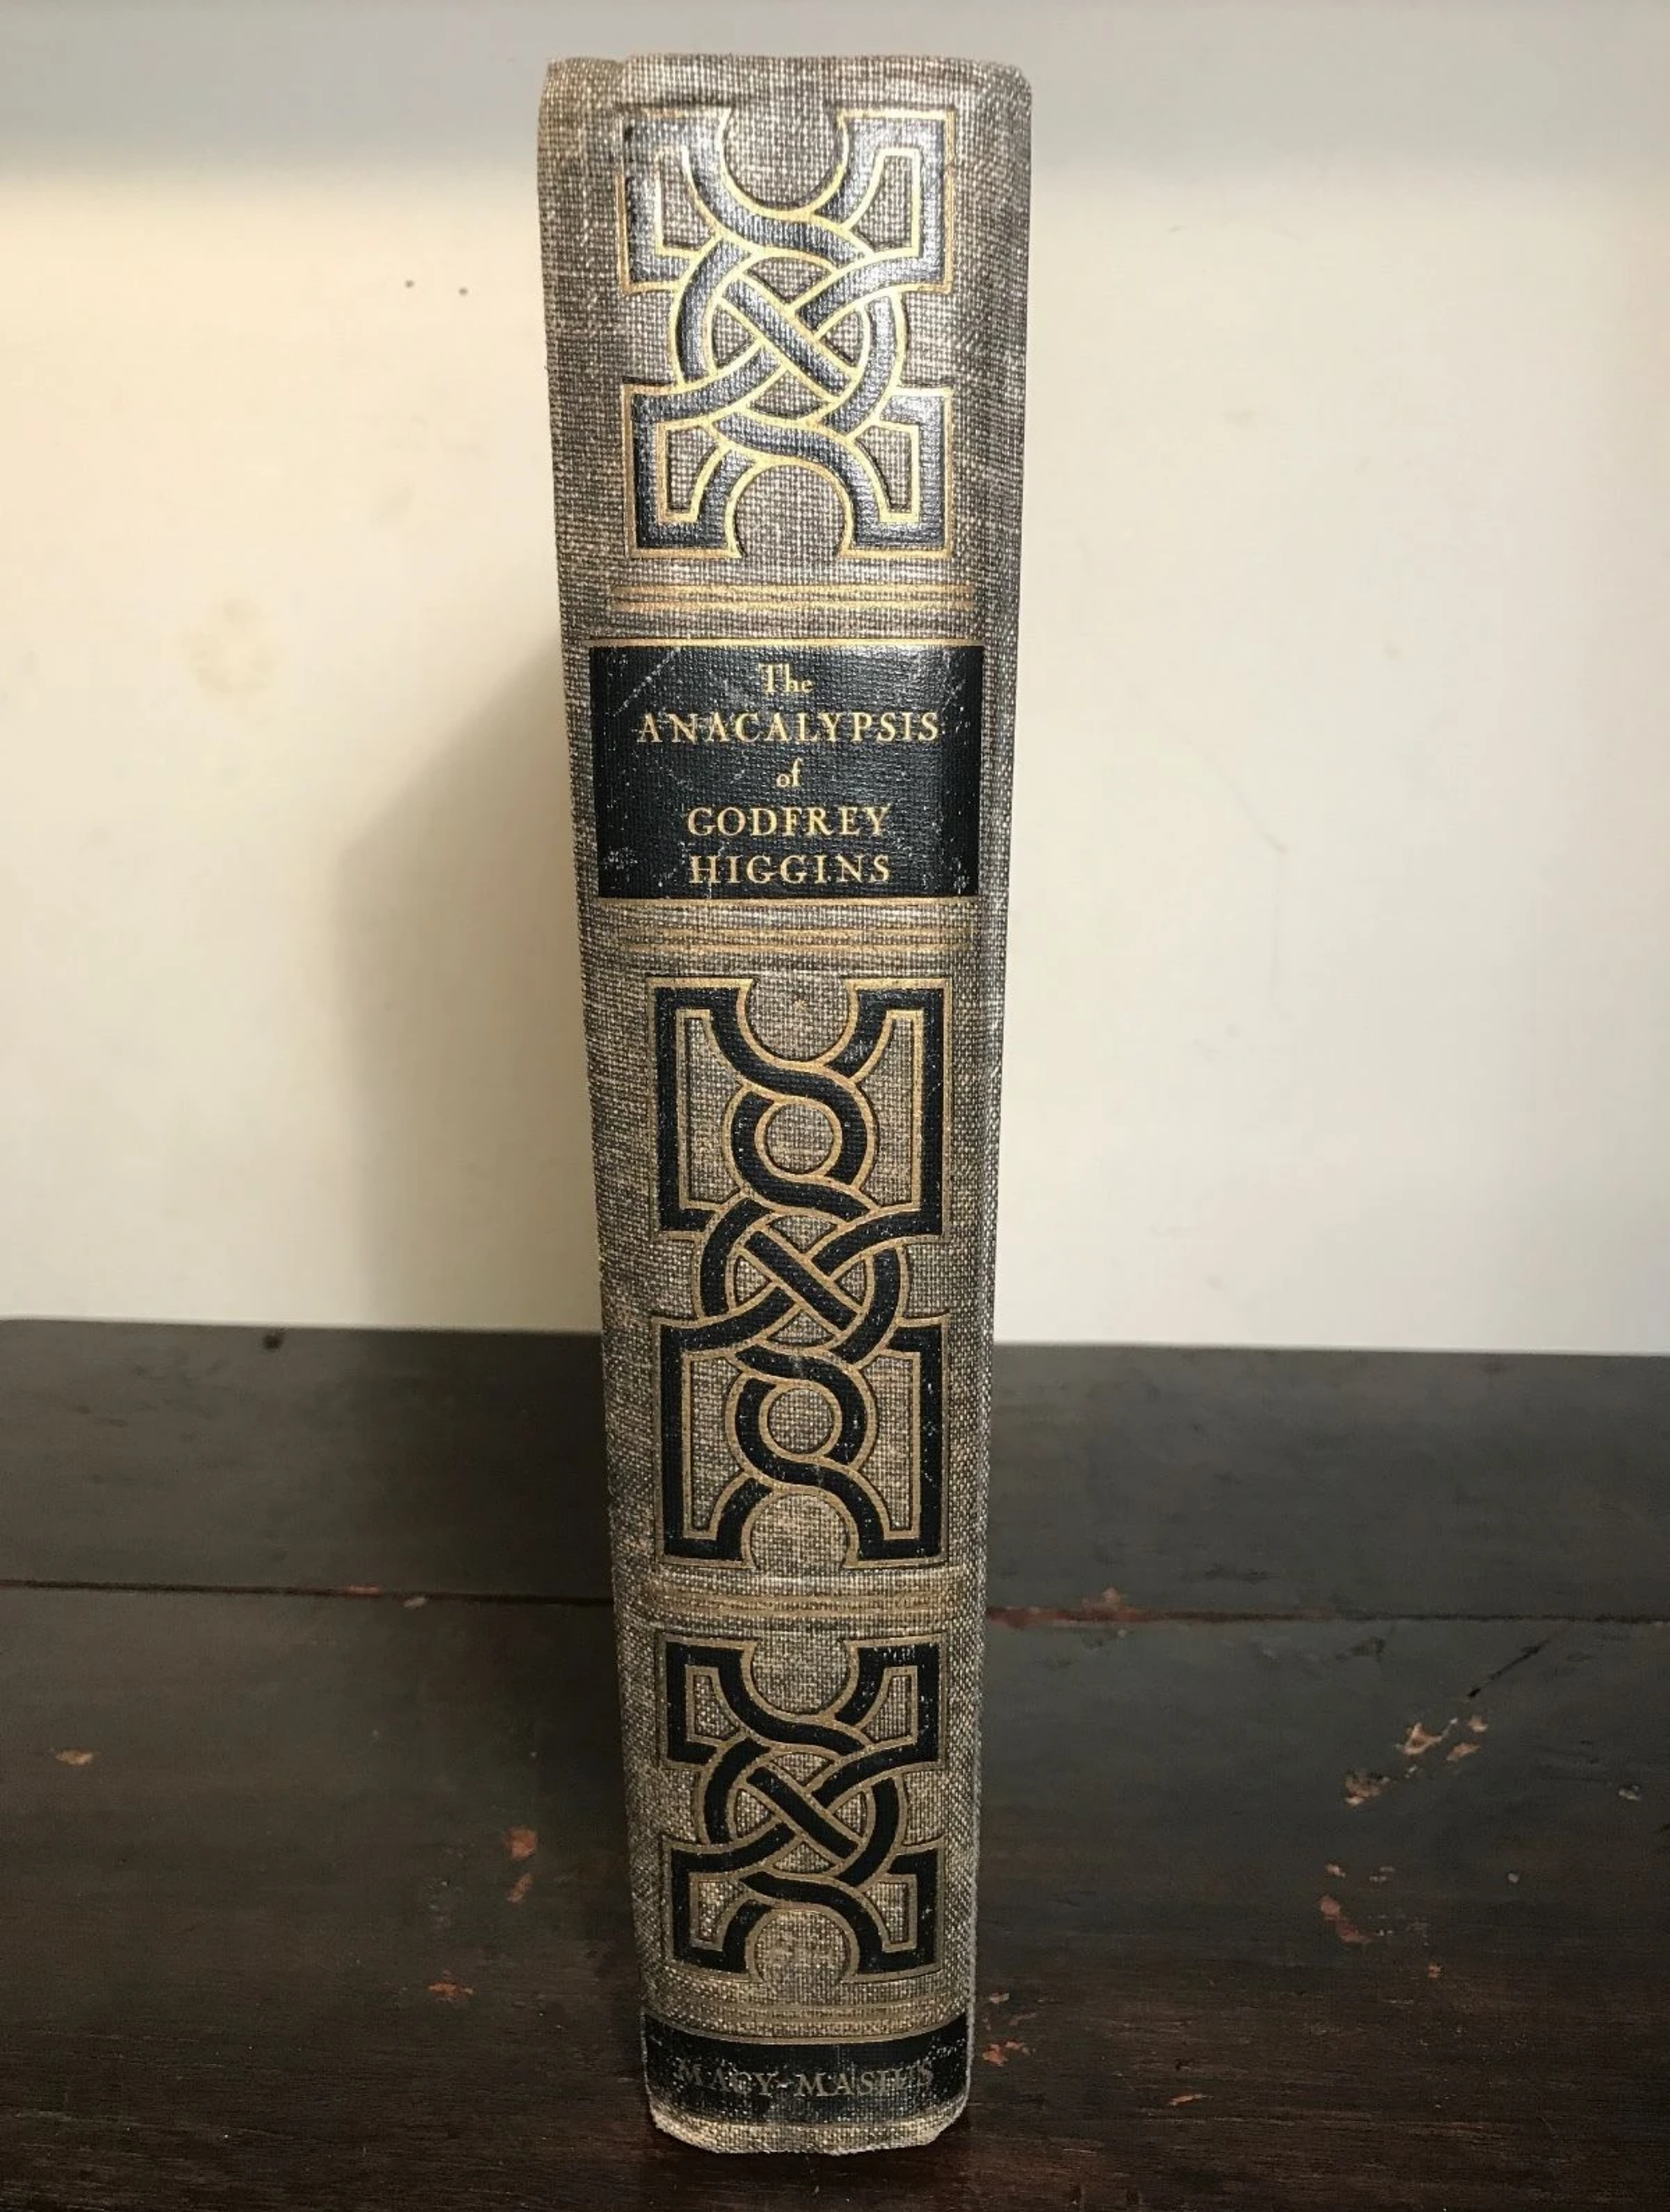 The
ANACALYPSIS
of
GODFREY
HIGGINS
MACY-MASIUS